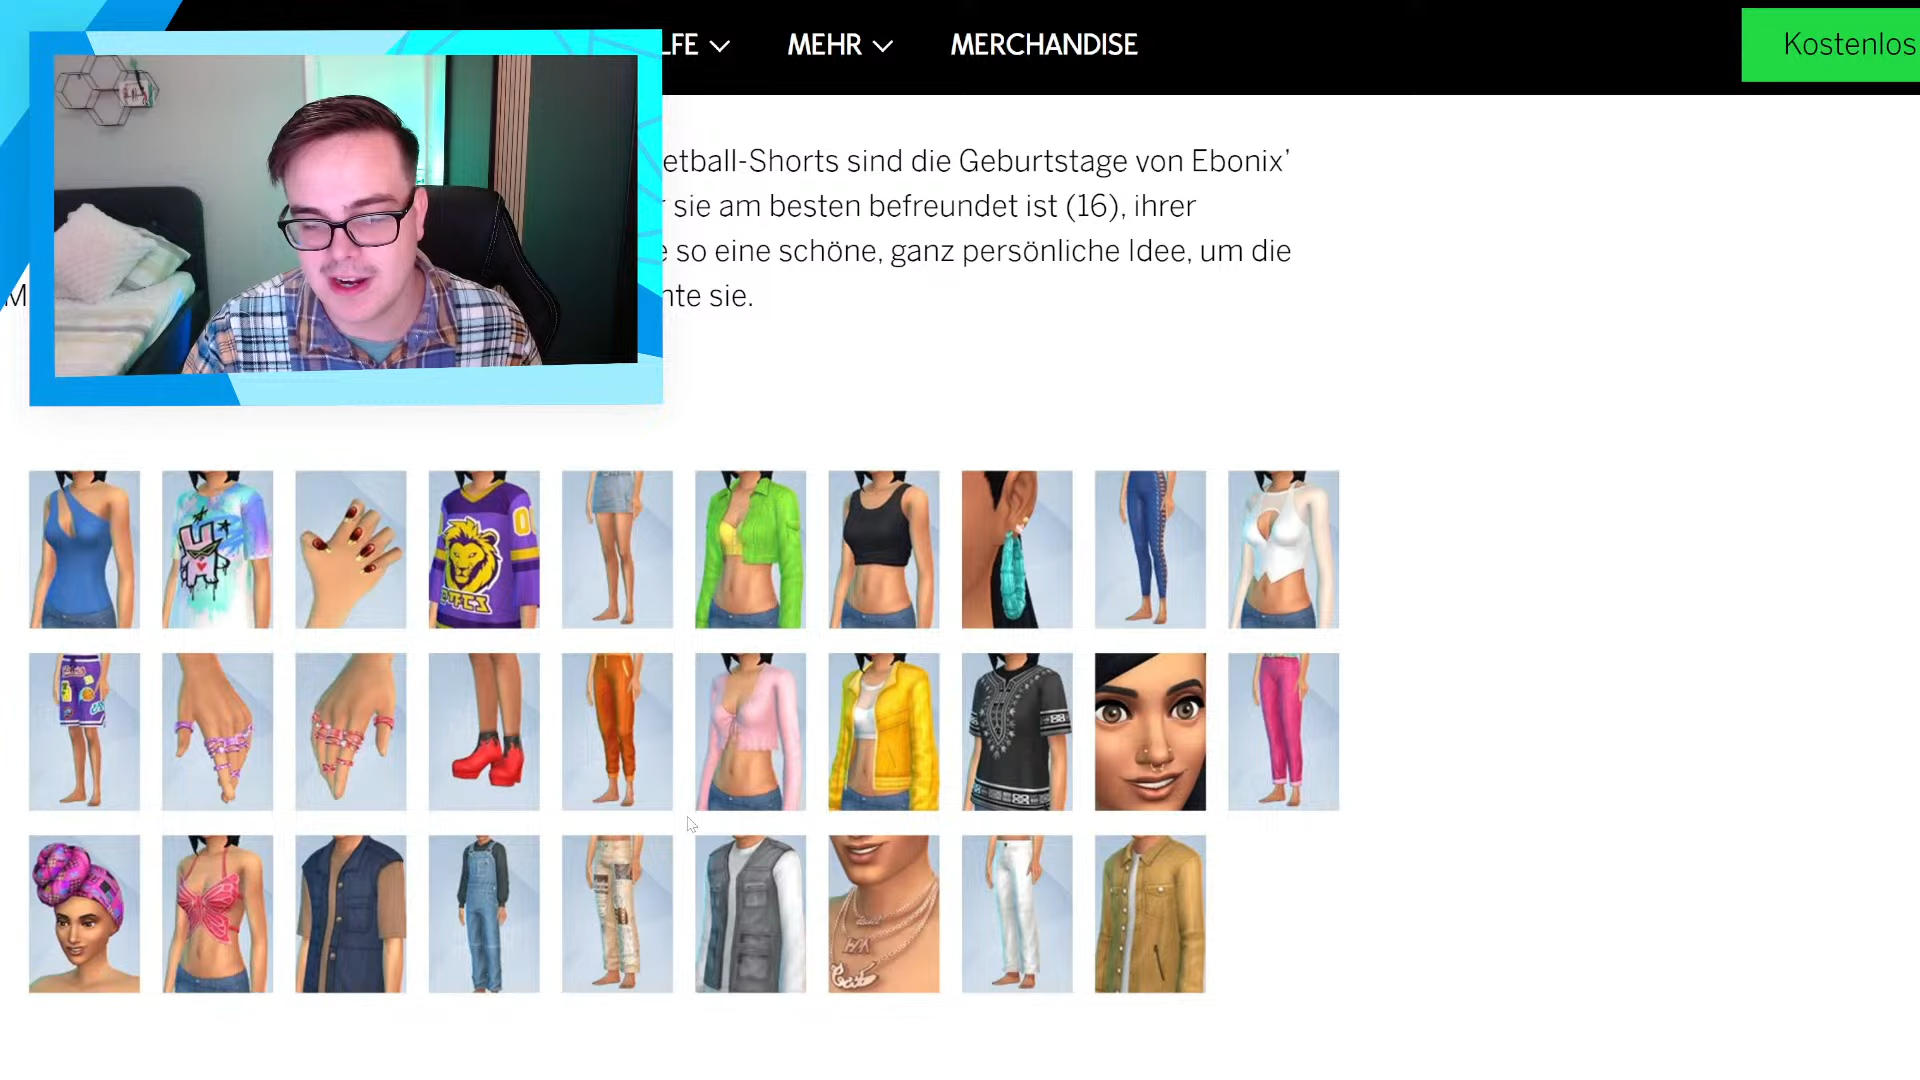 LFE
MEHR
MERCHANDISE
Kostenlos
etball-Shorts sind die Geburtstage von Ebonix’
r sie am besten befreundet ist (16), ihrer
e so eine schöne, ganz persönliche Idee, um die
M
nte sie.
00